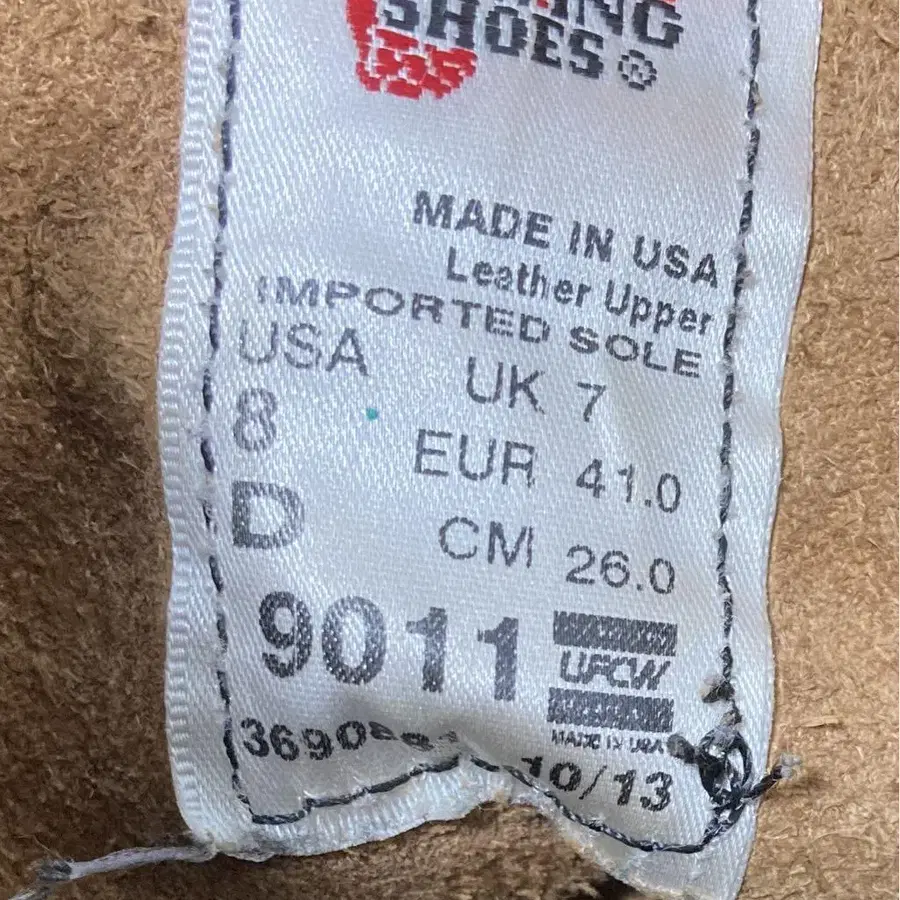 SHOES ®
MADE IN USA
Leather Upper
IMPORTED SOLE
USA
8
D
UK 7
EUR 41.0
CM 26.0
9011
UFCW
MADE IN USA
10/13